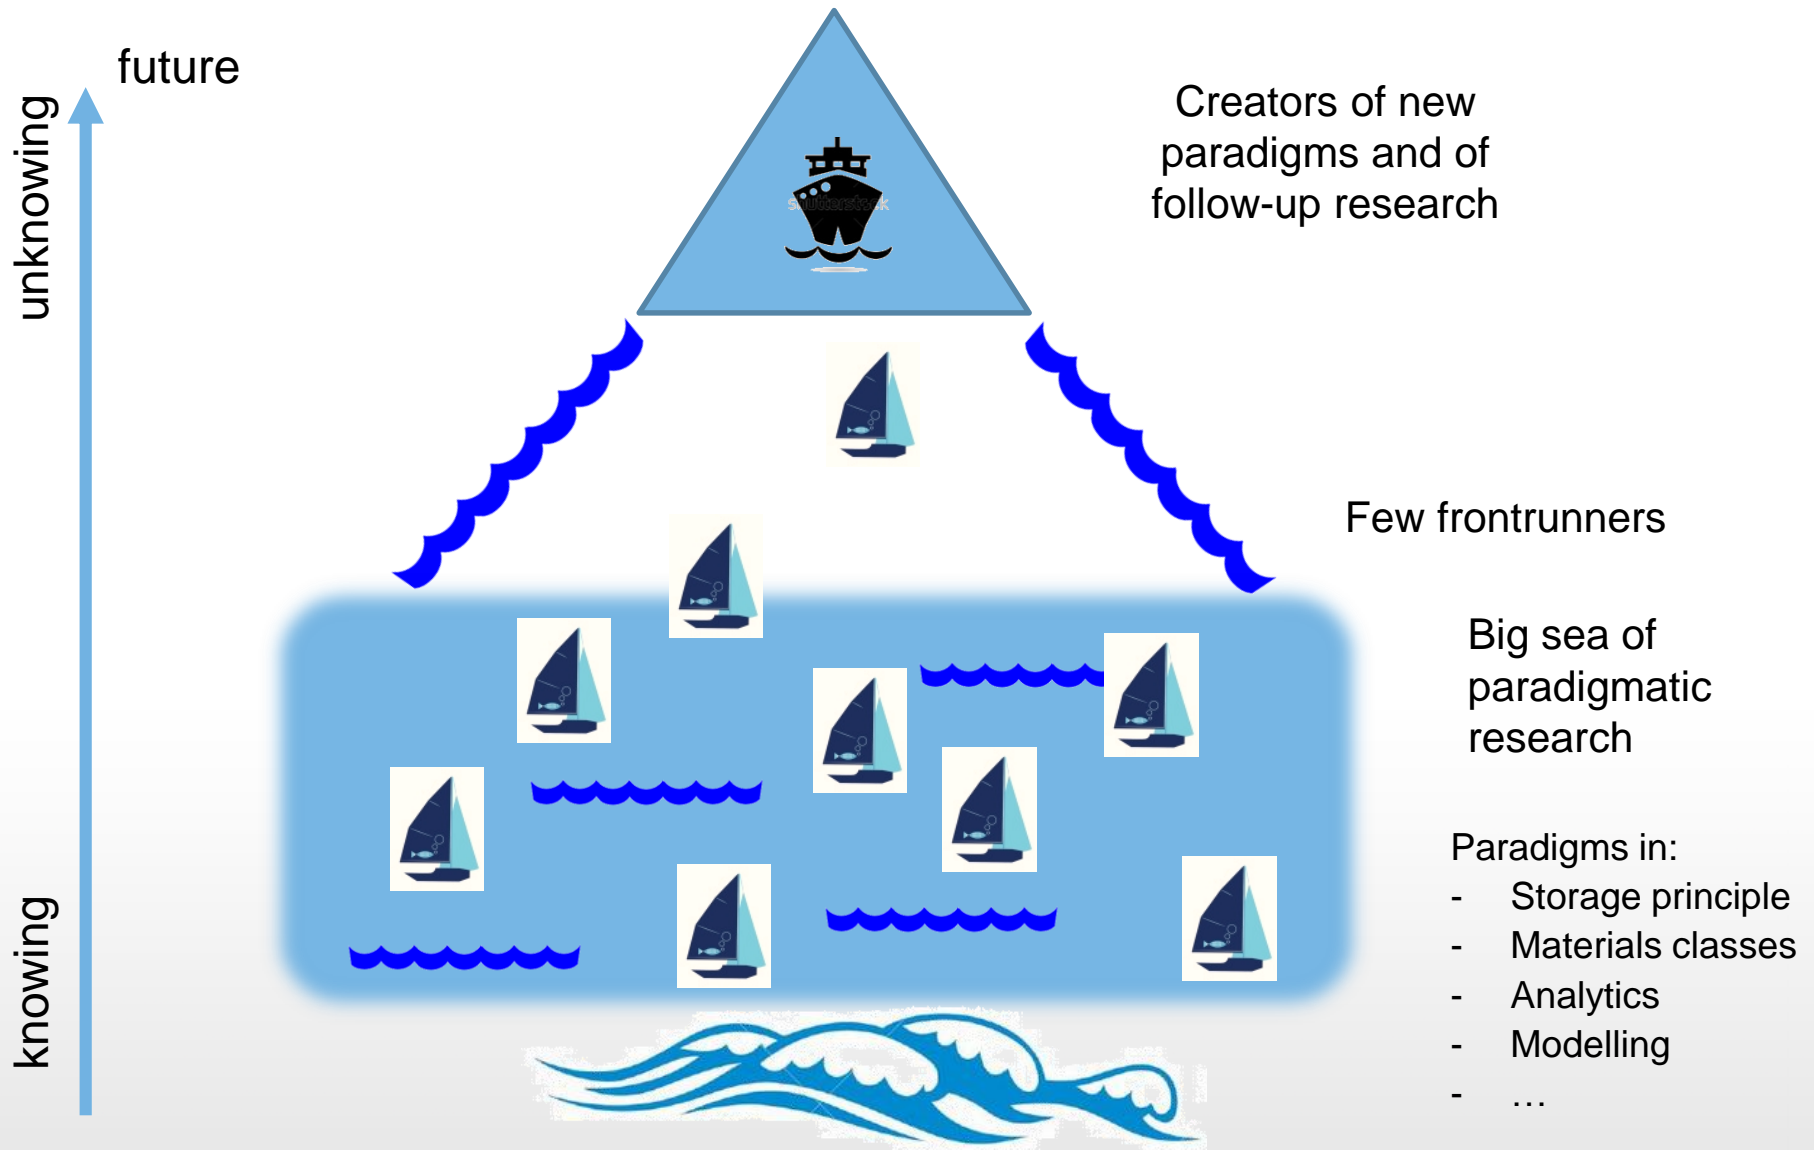 future
unknowing
knowing
Creators of new
paradigms and of
follow-up research
shutterstock
Few frontrunners
Big sea of
paradigmatic
research
Paradigms in:
- Storage principle
- Materials classes
- Analytics
- Modelling
- …